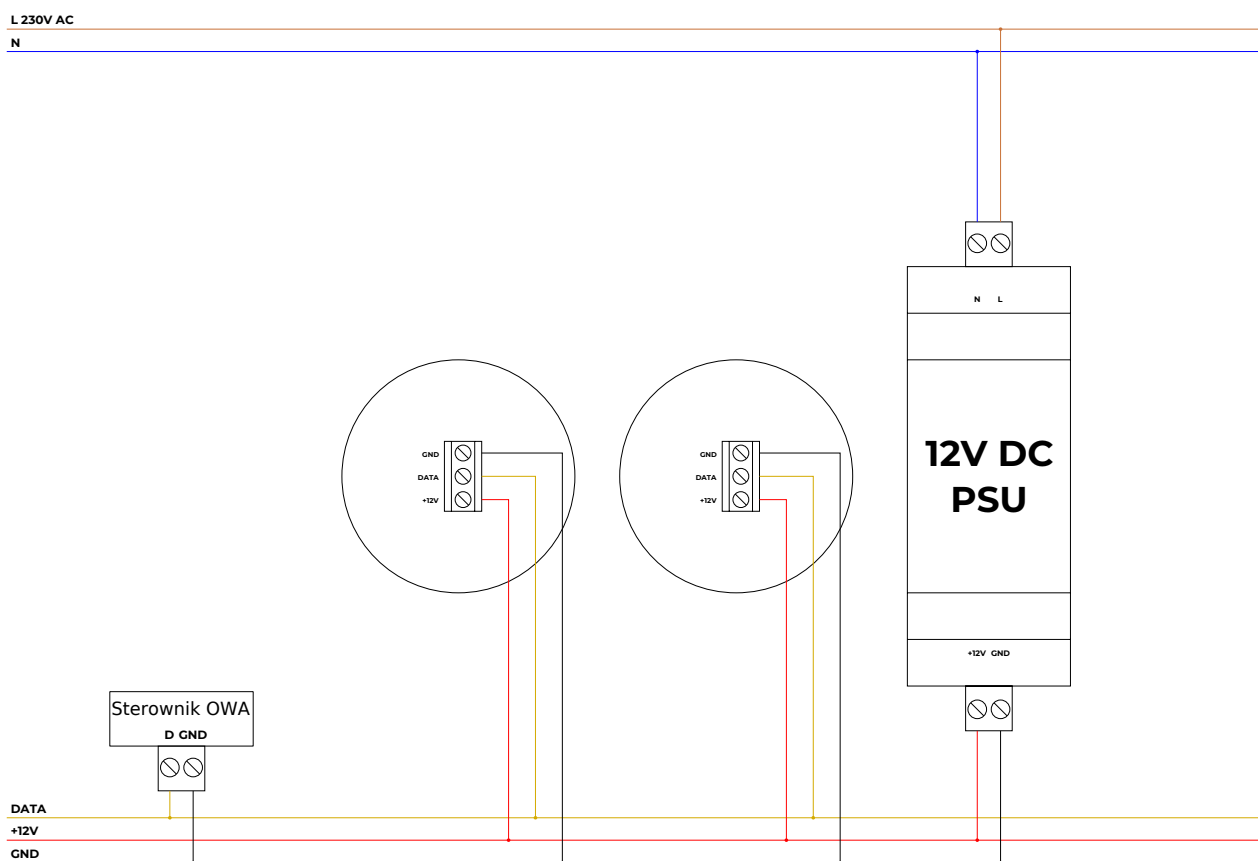 L 230V AC
N
N L
12V DC
PSU
GND
DATA
+12V
GND
DATA
+12V
+12V GND
Sterownik OWA
D GND
DATA
+12V
GND